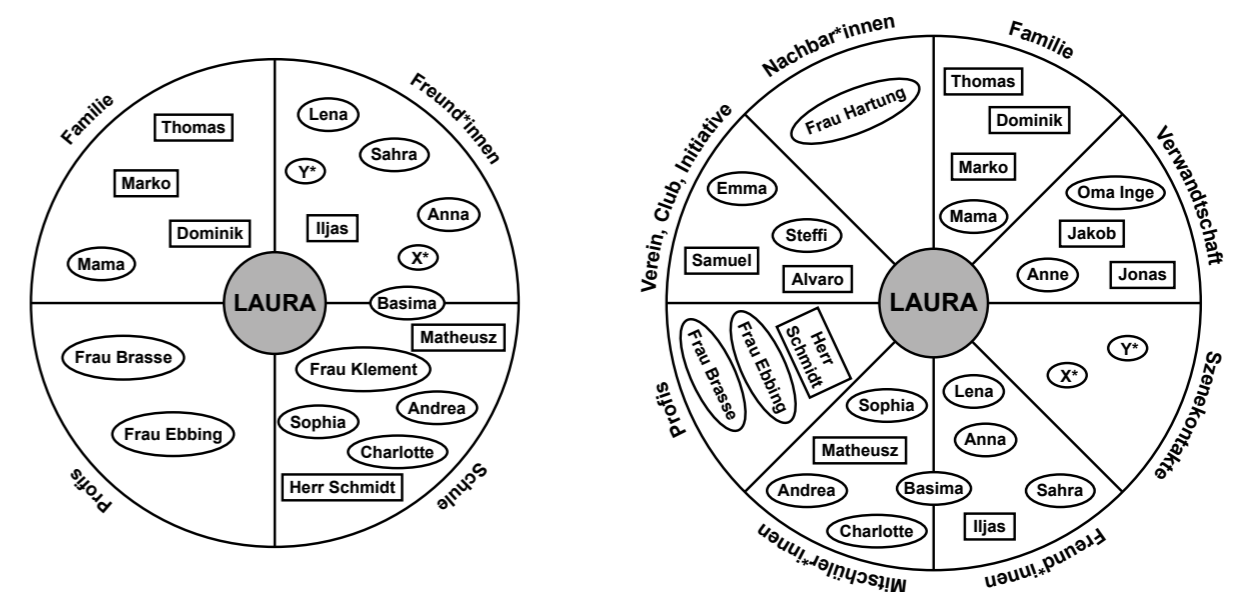 Familie
Thomas
Marko
Dominik
Mama
Freund*innen
Lena
Sahra
Y*
Anna
Iljas
X*
LAURA
Basima
Matheusz
Frau Klement
Andrea
Sophia
Charlotte
Herr Schmidt
Schule
Frau Brasse
Frau Ebbing
Profis
Nachbar*innen
Frau Hartung
Familie
Thomas
Dominik
Marko
Mama
Verwandtschaft
Oma Inge
Jakob
Anne
Jonas
Verein, Club, Initiative
Emma
Steffi
Samuel
Alvaro
LAURA
Szenekontakte
Y*
X*
Profis
Frau Brasse
Frau Ebbing
Herr
Schmidt
Sophia
Matheusz
Andrea
Basima
Charlotte
Mitschüler*innen
Lena
Anna
Sahra
Iljas
Freund*innen